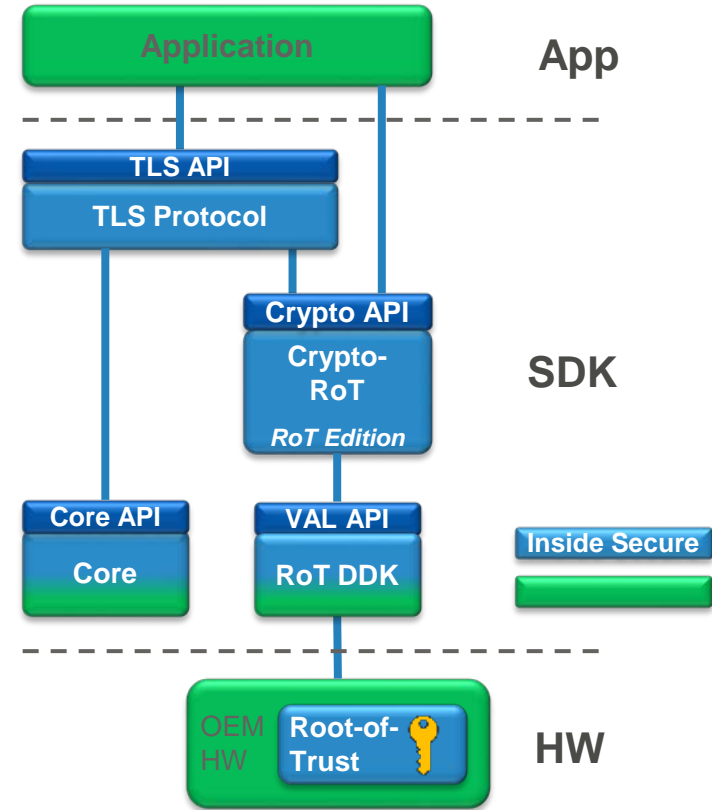 Application
App
TLS API
TLS Protocol
Crypto API
Crypto-
RoT
RoT Edition
SDK
Core API
Core
VAL API
RoT DDK
Inside Secure
OEM
HW
Root-of-
Trust
HW